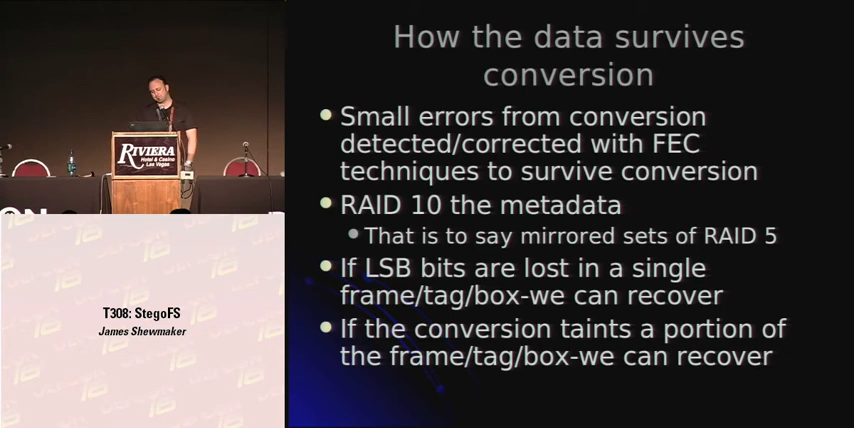 How the data survives
conversion
Small errors from conversion
detected/corrected with FEC
techniques to survive conversion
RAID 10 the metadata
That is to say mirrored sets of RAID 5
If LSB bits are lost in a single
frame/tag/box-we can recover
If the conversion taints a portion of
the frame/tag/box-we can recover
RIVIERA
Hotel & Casino
Las Vegas
T308: StegoFS
James Shewmaker